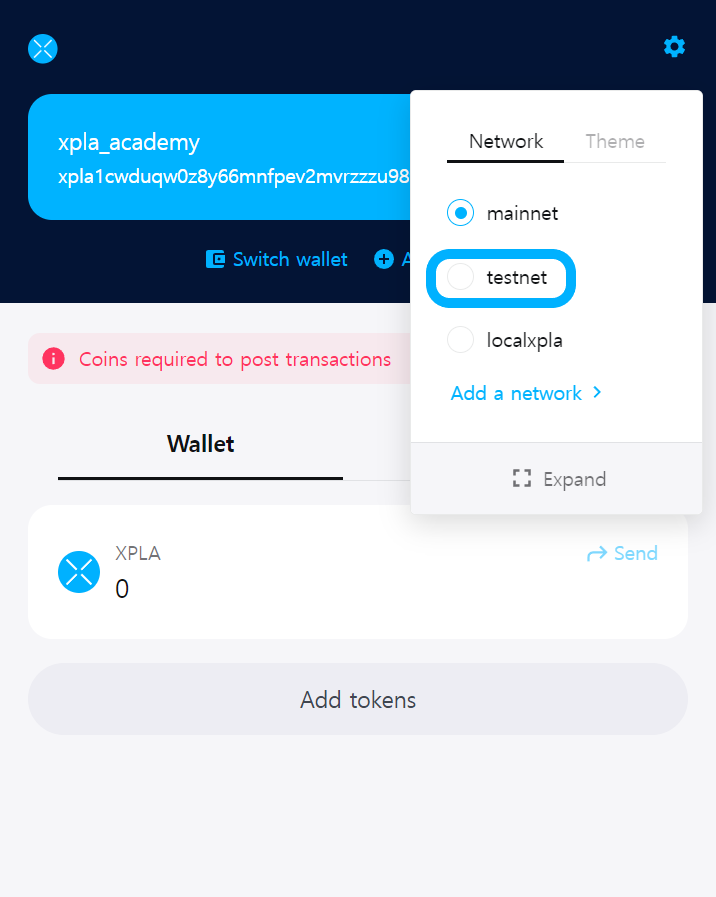 xpla_academy
xpla1cwduqw0z8y66mnfpev2mvrzzzu98
Switch wallet
Network
Theme
mainnet
testnet
localxpla
Add a network
Expand
Coins required to post transactions
Wallet
XPLA
0
Send
Add tokens